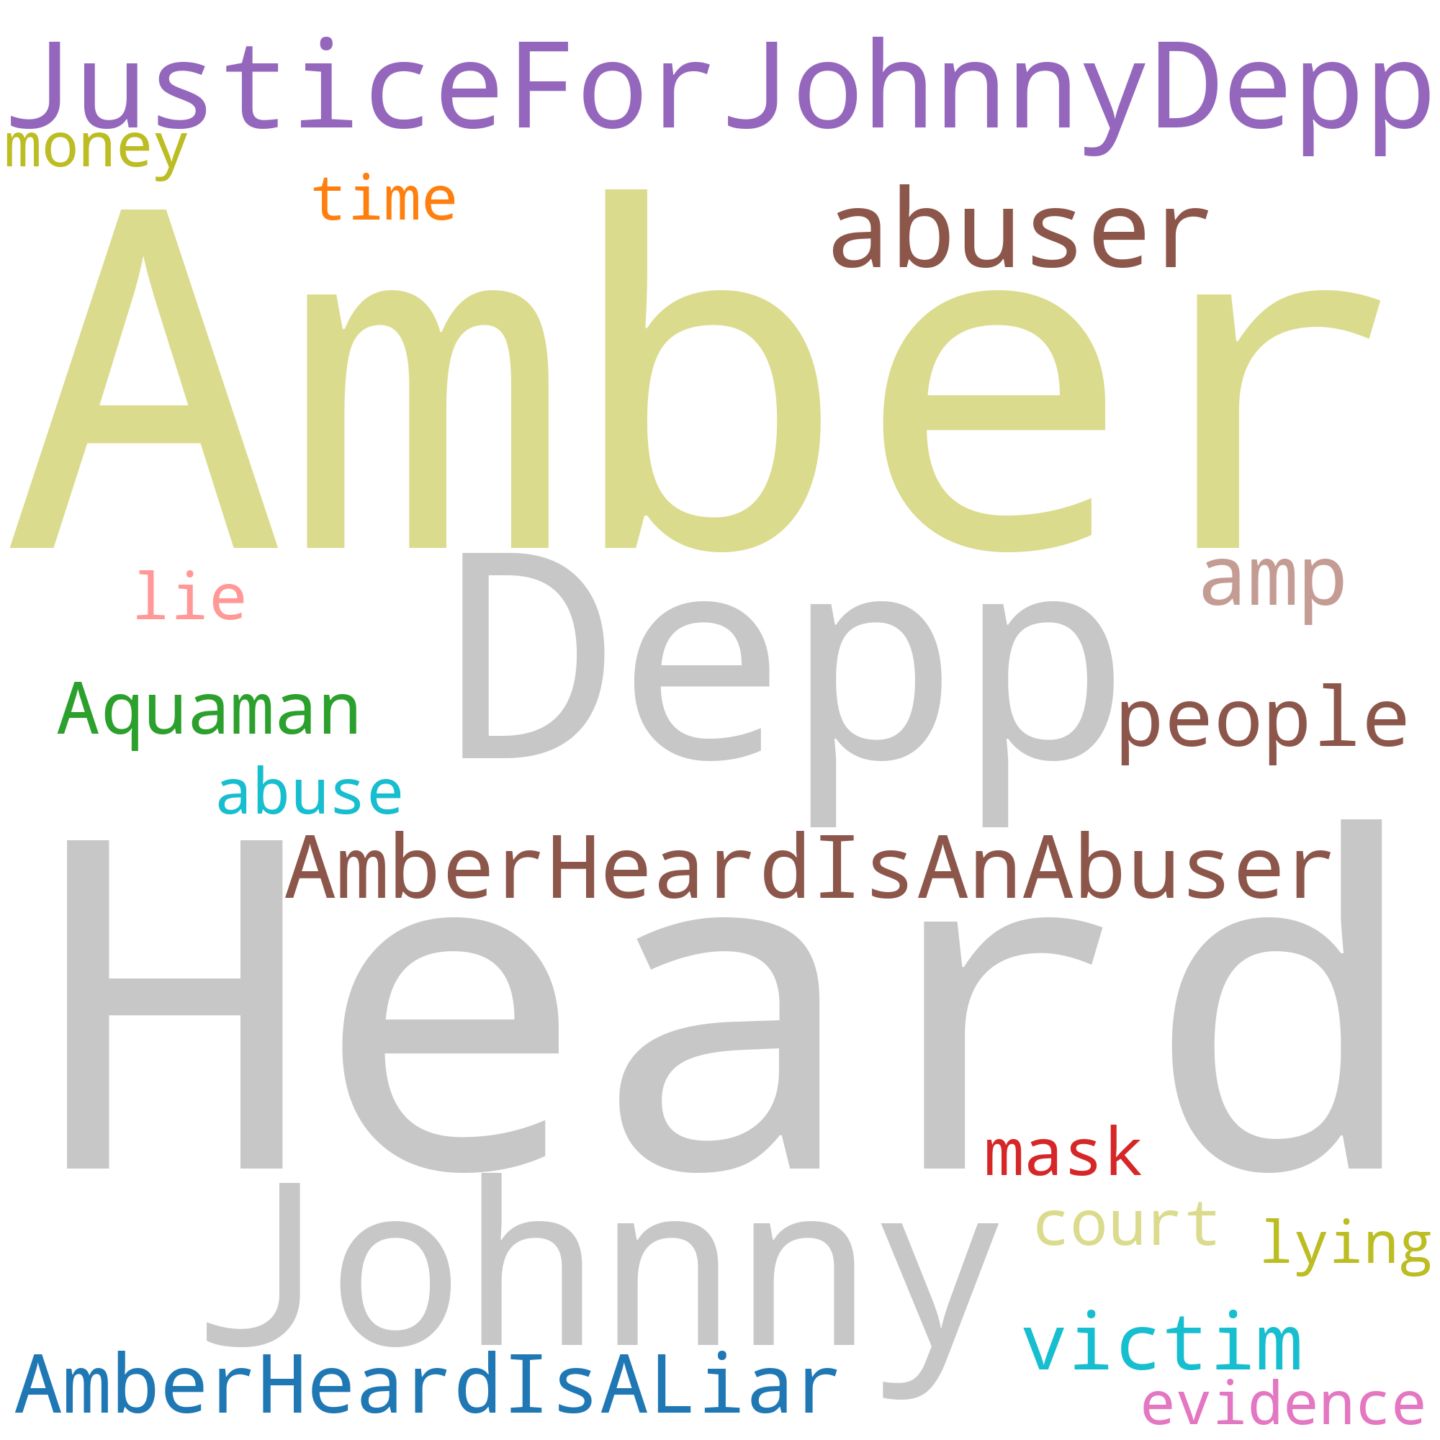 JusticeForJohnnyDepp
money
time
abuser
Amber
Depp
lie
amp
Aquaman
people
abuse
AmberHeardIsAnAbuser
Heard
mask
Johnny
court
lying
victim
AmberHeardIsALiar
evidence